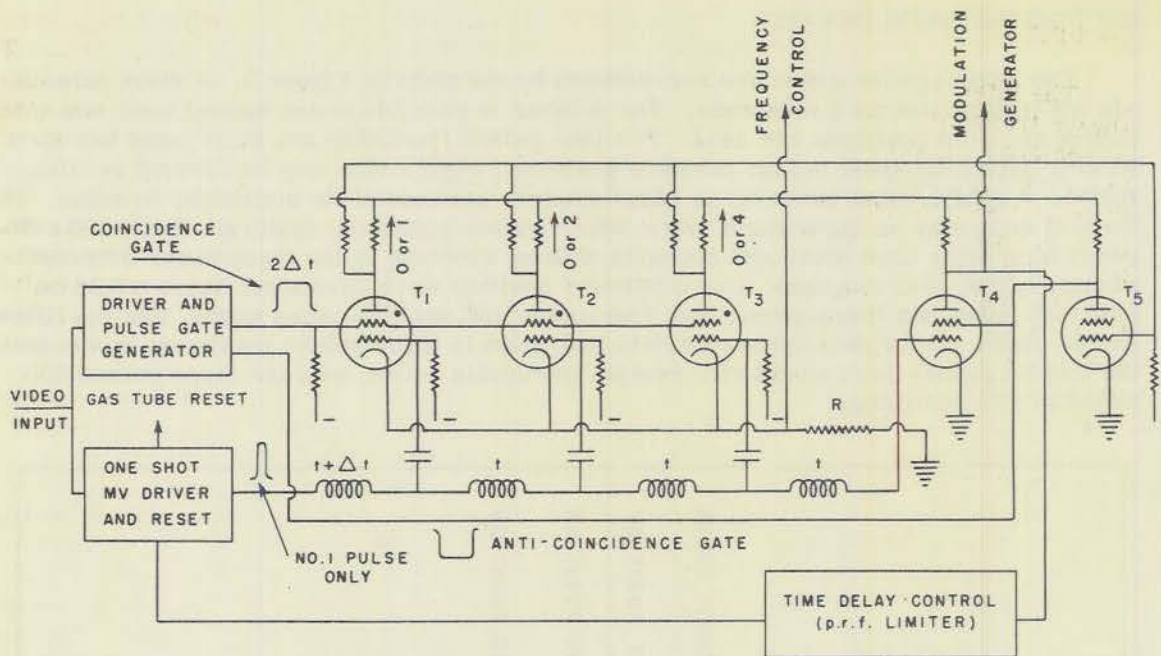 FREQUENCY
CONTROL
MODULATION
GENERATOR
COINCIDENCE
GATE
2Δt
0 or 1
0 or 2
0 or 4
T1
T2
T3
T4
T5
DRIVER AND
PULSE GATE
GENERATOR
GAS TUBE RESET
VIDEO
INPUT
ONE SHOT
MV DRIVER
AND RESET
t+Δt
t
t
t
R
–
–
–
–
–
NO.1 PULSE
ONLY
ANTI-COINCIDENCE GATE
TIME DELAY CONTROL
(p.r.f. LIMITER)